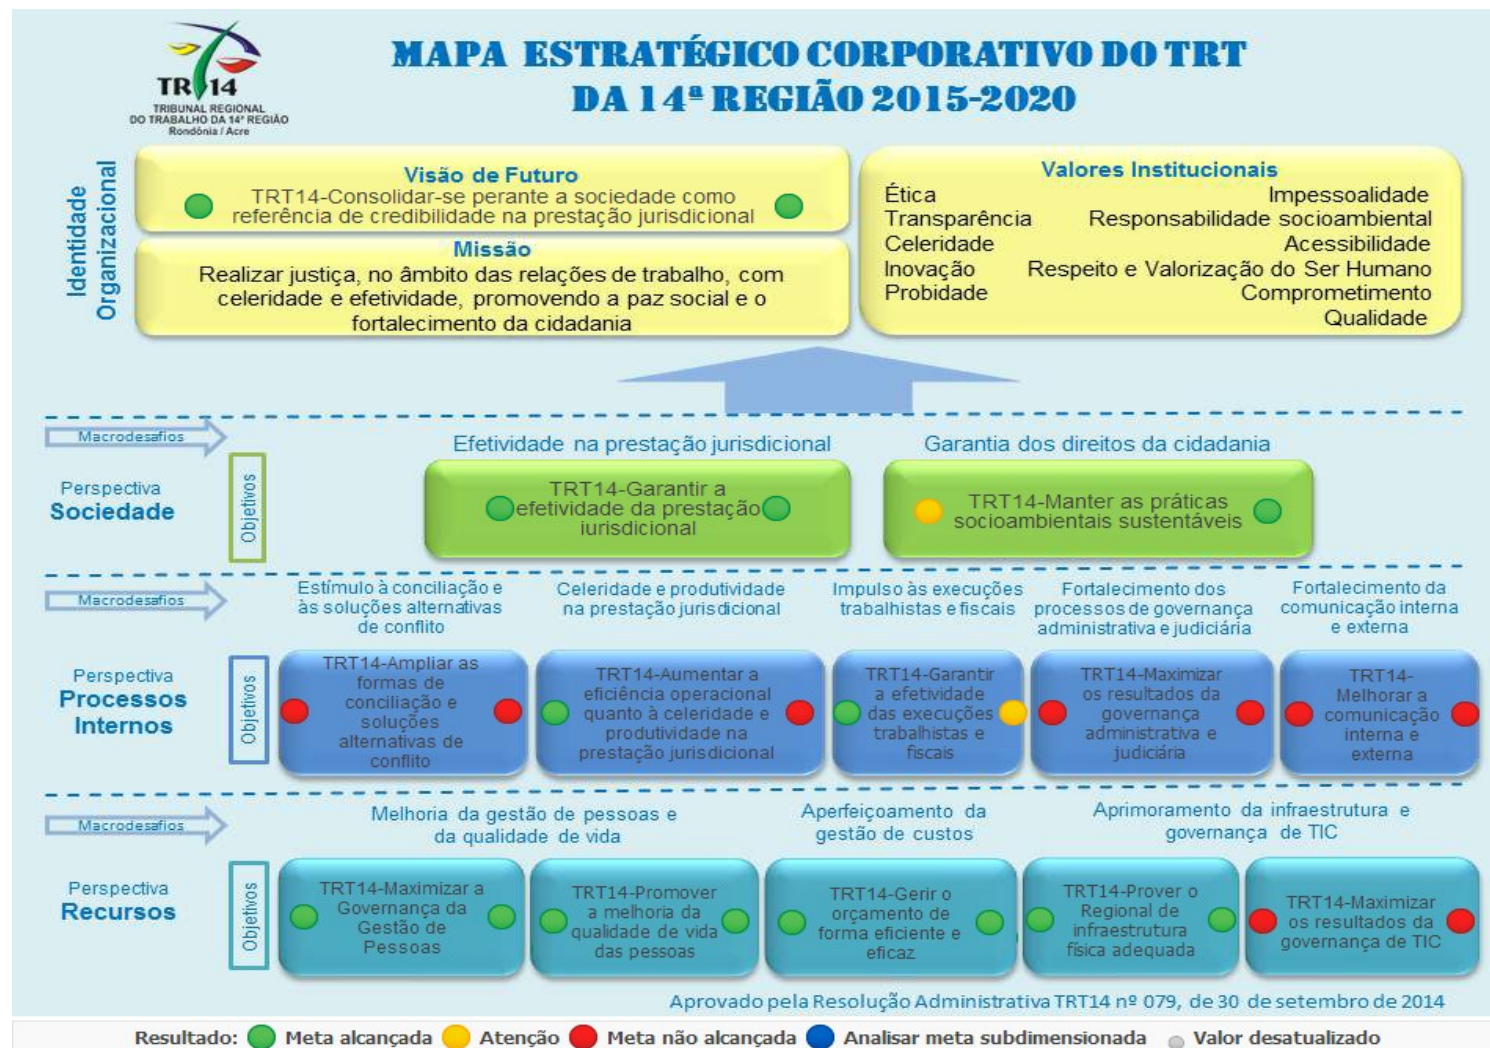 MAPA ESTRATÉGICO CORPORATIVO DO TRT
DA 14ª REGIÃO 2015-2020
TR 14
TRIBUNAL REGIONAL
DO TRABALHO DA 14ª REGIÃO
Rondônia / Acre
Identidade
Organizacional
Visão de Futuro
TRT14-Consolidar-se perante a sociedade como
referência de credibilidade na prestação jurisdicional
Missão
Realizar justiça, no âmbito das relações de trabalho, com
celeridade e efetividade, promovendo a paz social e o
fortalecimento da cidadania
Valores Institucionais
Ética Impessoalidade
Transparência Responsabilidade socioambiental
Celeridade Acessibilidade
Inovação Respeito e Valorização do Ser Humano
Probidade Comprometimento
Qualidade
Macrodesafios
Efetividade na prestação jurisdicional
Garantia dos direitos da cidadania
Perspectiva
Sociedade
Objetivos
TRT14-Garantir a
efetividade da prestação
jurisdicional
TRT14-Manter as práticas
socioambientais sustentáveis
Macrodesafios
Estímulo à conciliação e
às soluções alternativas
de conflito
Celeridade e produtividade
na prestação jurisdicional
Impulso às execuções
trabalhistas e fiscais
Fortalecimento dos
processos de governança
administrativa e judiciária
Fortalecimento da
comunicação interna
e externa
Perspectiva
Processos
Internos
Objetivos
TRT14-Ampliar as
formas de
conciliação e
soluções
alternativas de
conflito
TRT14-Aumentar a
eficiência operacional
quanto à celeridade e
produtividade na
prestação jurisdicional
TRT14-Garantir
a efetividade
das execuções
trabalhistas e
fiscais
TRT14-Maximizar
os resultados da
governança
administrativa e
judiciária
TRT14-
Melhorar a
comunicação
interna e
externa
Macrodesafios
Melhoria da gestão de pessoas e
da qualidade de vida
Aperfeiçoamento da
gestão de custos
Aprimoramento da infraestrutura e
governança de TIC
Perspectiva
Recursos
Objetivos
TRT14-Maximizar a
Governança da
Gestão de
Pessoas
TRT14-Promover
a melhoria da
qualidade de vida
das pessoas
TRT14-Gerir o
orçamento de
forma eficiente e
eficaz
TRT14-Prover o
Regional de
infraestrutura
física adequada
TRT14-Maximizar
os resultados da
governança de TIC
Aprovado pela Resolução Administrativa TRT14 nº 079, de 30 de setembro de 2014
Resultado: Meta alcançada Atenção Meta não alcançada Analisar meta subdimensionada Valor desatualizado